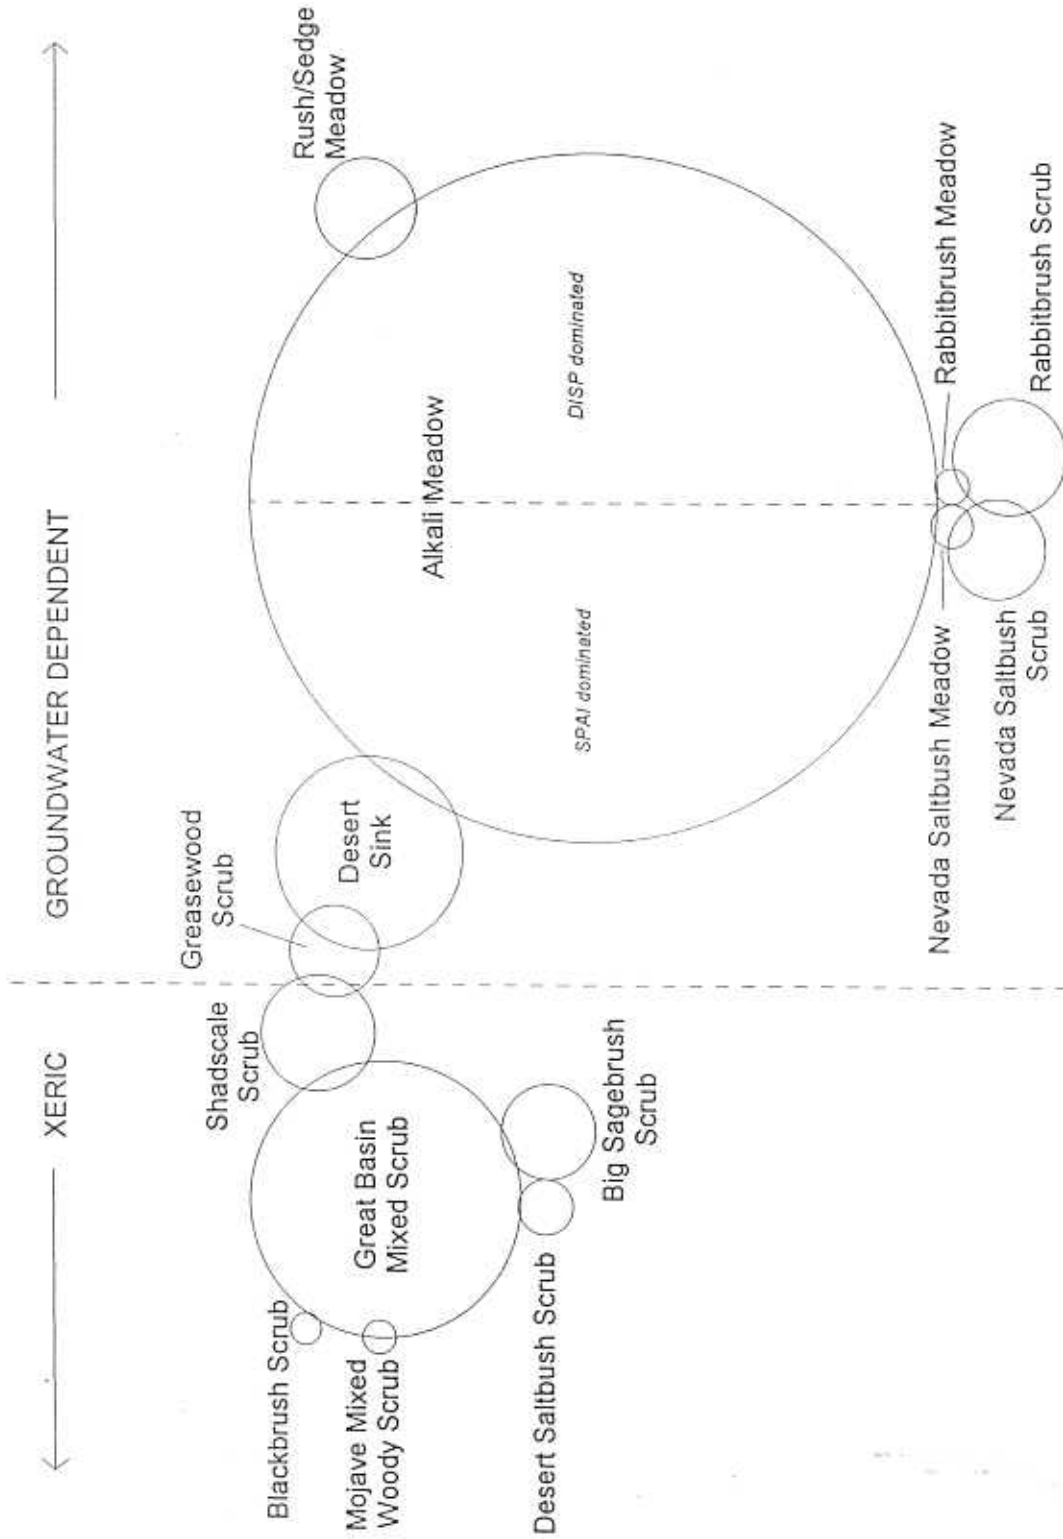 XERIC
GROUNDWATER DEPENDENT
Greasewood
Scrub
Shadscale
Scrub
Blackbrush Scrub
Rush/Sedge
Meadow
Desert
Sink
Great Basin
Mixed Scrub
Mojave Mixed
Woody Scrub
Alkali Meadow
SPAI dominated
DISP dominated
Desert Saltbush Scrub
Big Sagebrush
Scrub
Nevada Saltbush Meadow
Rabbitbrush Meadow
Nevada Saltbush
Scrub
Rabbitbrush Scrub